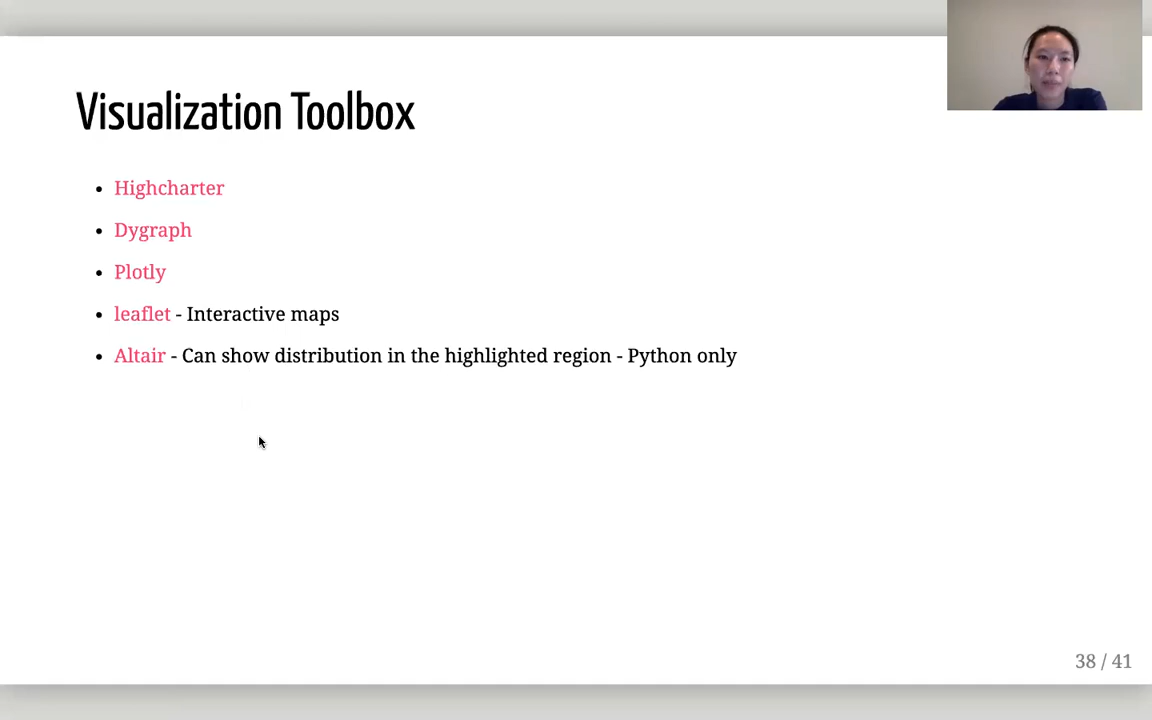 Visualization Toolbox
• Highcharter
• Dygraph
• Plotly
• leaflet - Interactive maps
• Altair - Can show distribution in the highlighted region - Python only
38 / 41